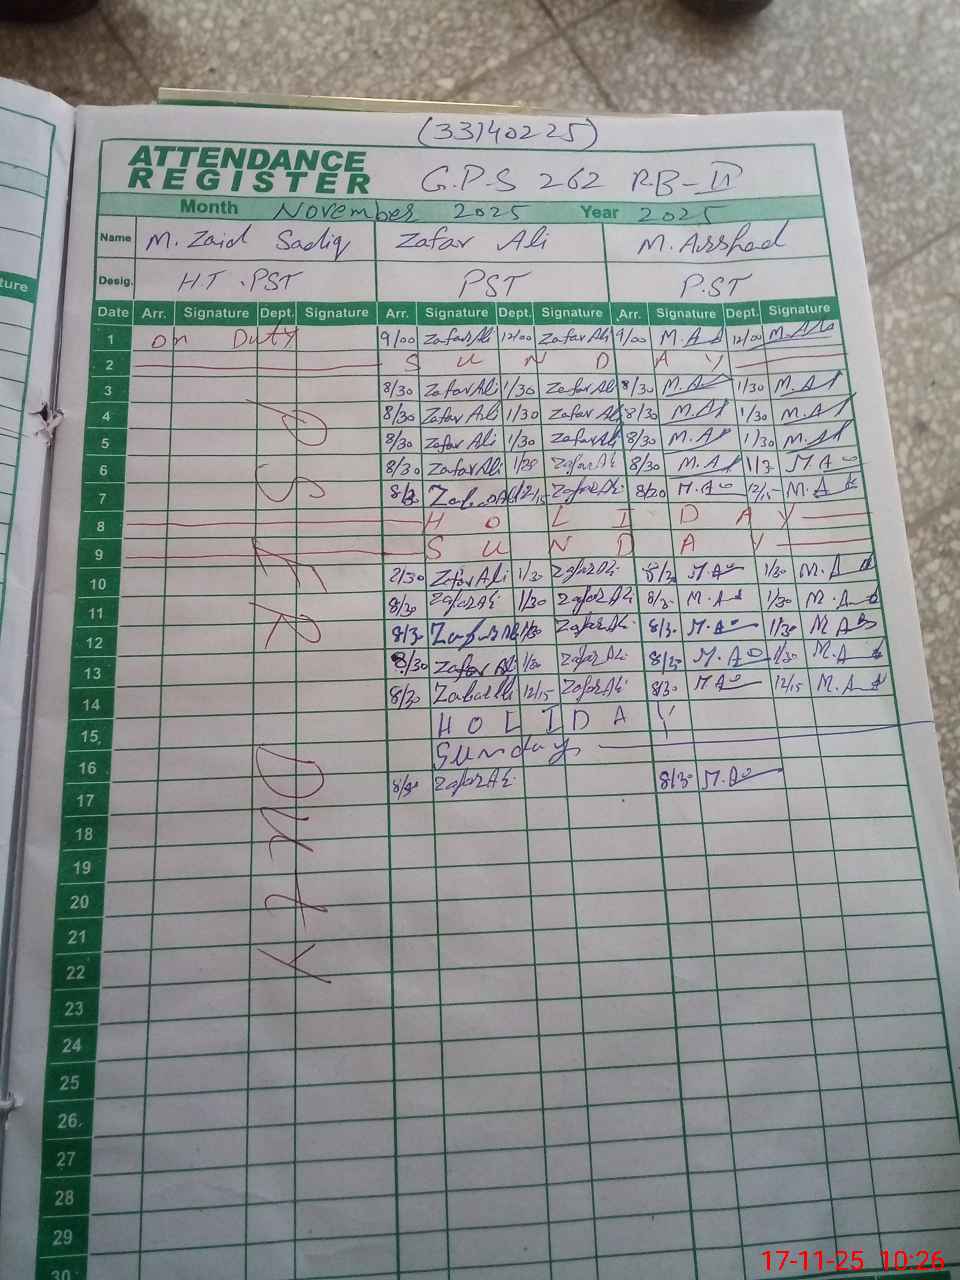 (33140225)
ATTENDANCE
REGISTER G.P.S 262 RB-II
Month November 2025 Year 2025
Name M. Zaid Sadiq Zafar Ali M. Arshad
Desig. HT .PST PST P.ST
Date Arr. Signature Dept. Signature Arr. Signature Dept. Signature Arr. Signature Dept. Signature
1 on Duty 9/00 Zafar Ali 12/00 Zafar Ali 9/00 12/00
2 SUNDAY
3 8/30 Zafar Ali 1/30 Zafar Ali 8/30 1/30
4 8/30 Zafar Ali 1/30 Zafar Ali 8/30 1/30
5 8/30 Zafar Ali 1/30 Zafar Ali 8/30 1/30
6 8/30 Zafar Ali Zafar Ali 8/30
7 Zafar Ali 12/15 Zafar Ali 12/15
8 HOLIDAY
9 SUNDAY
10 Zafar Ali 1/30 Zafar Ali 8/30 1/30
11 8/30 Zafar Ali 1/30 Zafar Ali 8/30 1/30
12 8/30 Zafar Ali 1/30 Zafar Ali 8/30 1/30
13 8/30 Zafar Ali 1/30 Zafar Ali 8/30 1/30
14 8/30 Zafar Ali 12/15 Zafar Ali 8/30 12/15
15 HOLIDAY
16 Sunday
17 8/30 Zafar Ali 8/30
18
19
20
21
22
23
24
25
26
27
28
29
30
ture
17-11-25 10:26